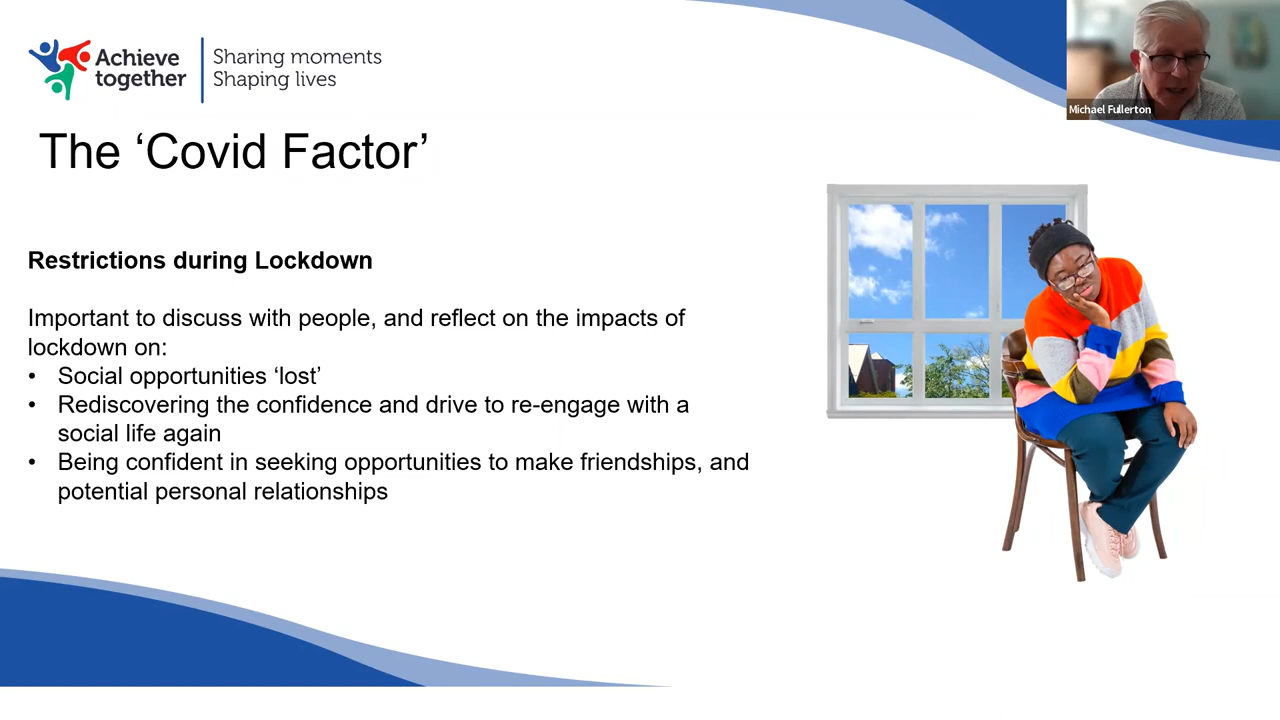 Achieve
together
Sharing moments
Shaping lives
Michael Fullerton
The ‘Covid Factor’
Restrictions during Lockdown
Important to discuss with people, and reflect on the impacts of
lockdown on:
• Social opportunities ‘lost’
• Rediscovering the confidence and drive to re-engage with a
social life again
• Being confident in seeking opportunities to make friendships, and
potential personal relationships